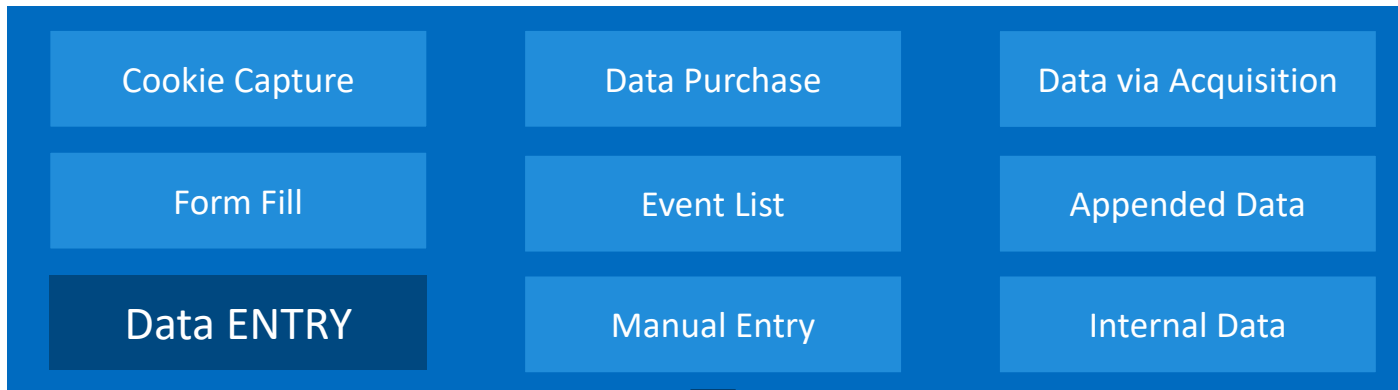 Cookie Capture
Data Purchase
Data via Acquisition
Form Fill
Event List
Appended Data
Data ENTRY
Manual Entry
Internal Data